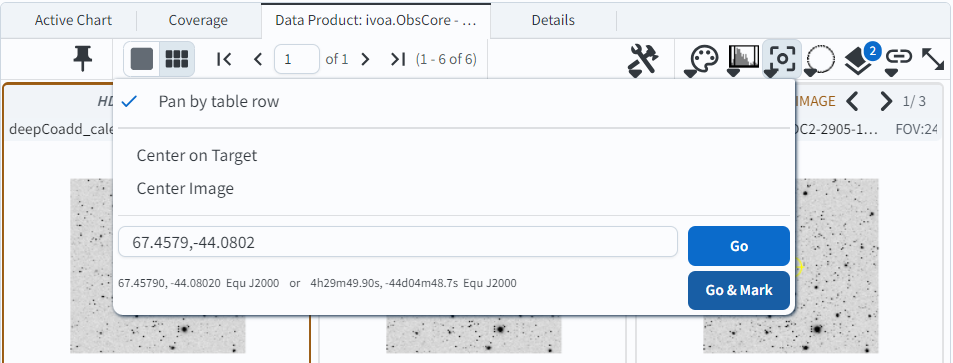 Active Chart Coverage Data Product: ivoa.ObsCore - ... Details
1 of 1 (1 - 6 of 6) 2
HD
Pan by table row
IMAGE 1/ 3
deepCoadd_cale
DC2-2905-1... FOV:24
Center on Target
Center Image
67.4579,-44.0802 Go
67.45790, -44.08020 Equ J2000 or 4h29m49.90s, -44d04m48.7s Equ J2000 Go & Mark